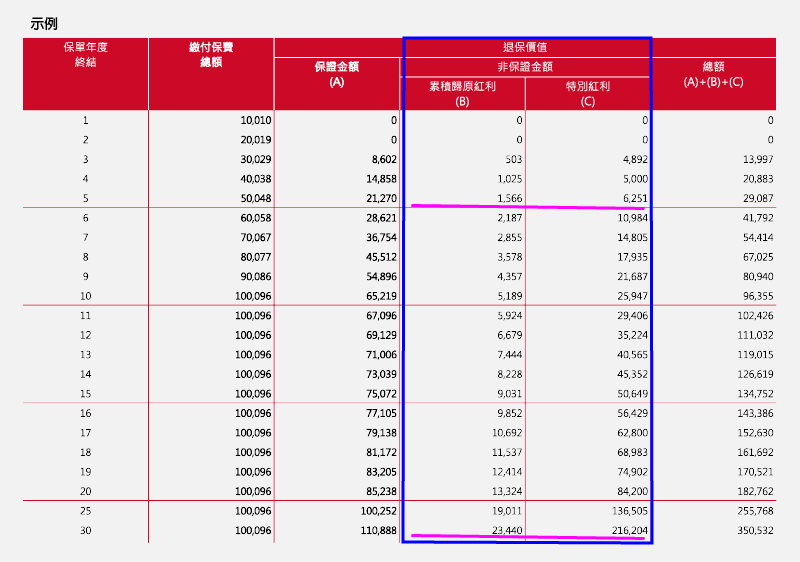 示例
保單年度 終結 繳付保費 總額 退保價值
保證金額 (A) 非保證金額 總額 (A)+(B)+(C)
累積歸原紅利 (B) 特別紅利 (C)
1 10,010 0 0 0 0
2 20,019 0 0 0 0
3 30,029 8,602 503 4,892 13,997
4 40,038 14,858 1,025 5,000 20,883
5 50,048 21,270 1,566 6,251 29,087
6 60,058 28,621 2,187 10,984 41,792
7 70,067 36,754 2,855 14,805 54,414
8 80,077 45,512 3,578 17,935 67,025
9 90,086 54,896 4,357 21,687 80,940
10 100,096 65,219 5,189 25,947 96,355
11 100,096 67,096 5,924 29,406 102,426
12 100,096 69,129 6,679 35,224 111,032
13 100,096 71,006 7,444 40,565 119,015
14 100,096 73,039 8,228 45,352 126,619
15 100,096 75,072 9,031 50,649 134,752
16 100,096 77,105 9,852 56,429 143,386
17 100,096 79,138 10,692 62,800 152,630
18 100,096 81,172 11,537 68,983 161,692
19 100,096 83,205 12,414 74,902 170,521
20 100,096 85,238 13,324 84,200 182,762
25 100,096 100,252 19,011 136,505 255,768
30 100,096 110,888 23,440 216,204 350,532